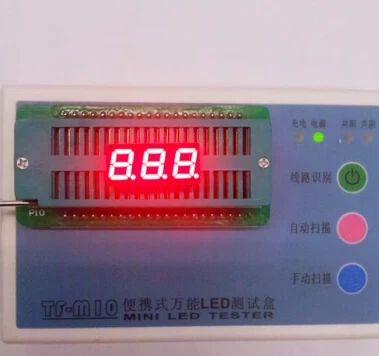 8.8.8.
充电 电源 共阳 共阴
线路识别
P10
自动扫描
手动扫描
TS-M10 便携式万能LED测试盒
MINI LED TESTER